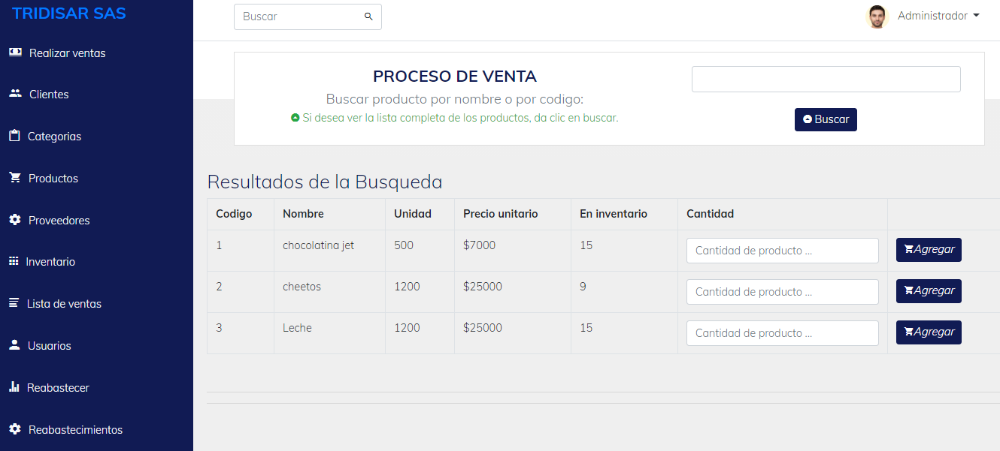 TRIDISAR SAS
Buscar
Administrador
Realizar ventas
Clientes
Categorias
Productos
Proveedores
Inventario
Lista de ventas
Usuarios
Reabastecer
Reabastecimientos
PROCESO DE VENTA
Buscar producto por nombre o por codigo:
Si desea ver la lista completa de los productos, da clic en buscar.
Buscar
Resultados de la Busqueda
Codigo Nombre Unidad Precio unitario En inventario Cantidad
1 chocolatina jet 500 $7000 15 Cantidad de producto ... Agregar
2 cheetos 1200 $25000 9 Cantidad de producto ... Agregar
3 Leche 1200 $25000 15 Cantidad de producto ... Agregar